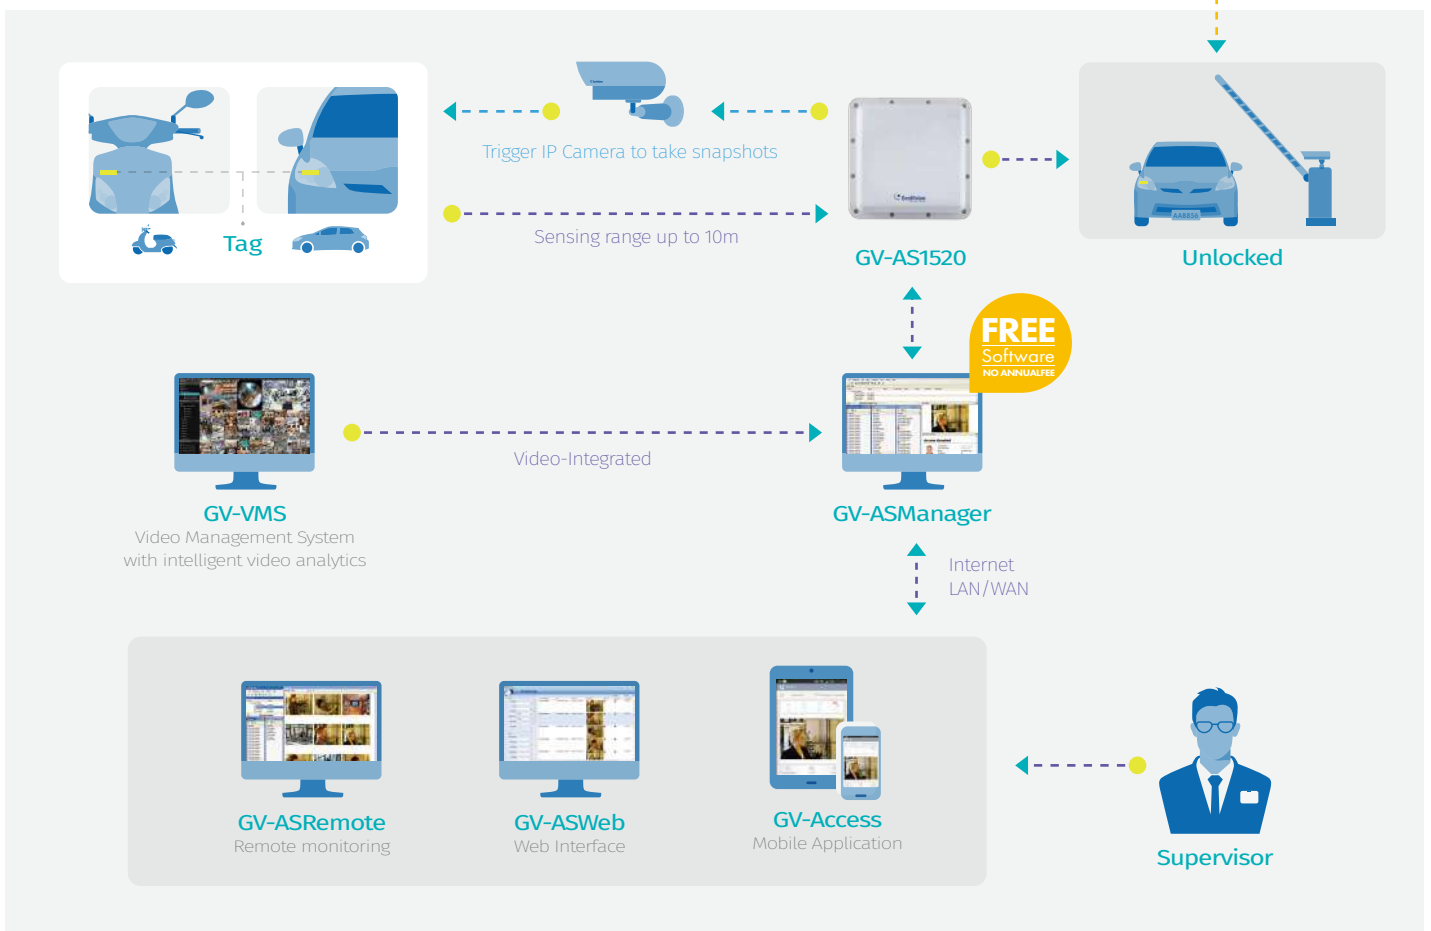 Trigger IP Camera to take snapshots
GeoVision
AA8836
Tag
Sensing range up to 10m
GV-AS1520
Unlocked
FREE
Software
NO ANNUALFEE
Video-Integrated
GV-VMS
Video Management System
with intelligent video analytics
GV-ASManager
Internet
LAN/WAN
GV-ASRemote
Remote monitoring
GV-ASWeb
Web Interface
GV-Access
Mobile Application
Supervisor